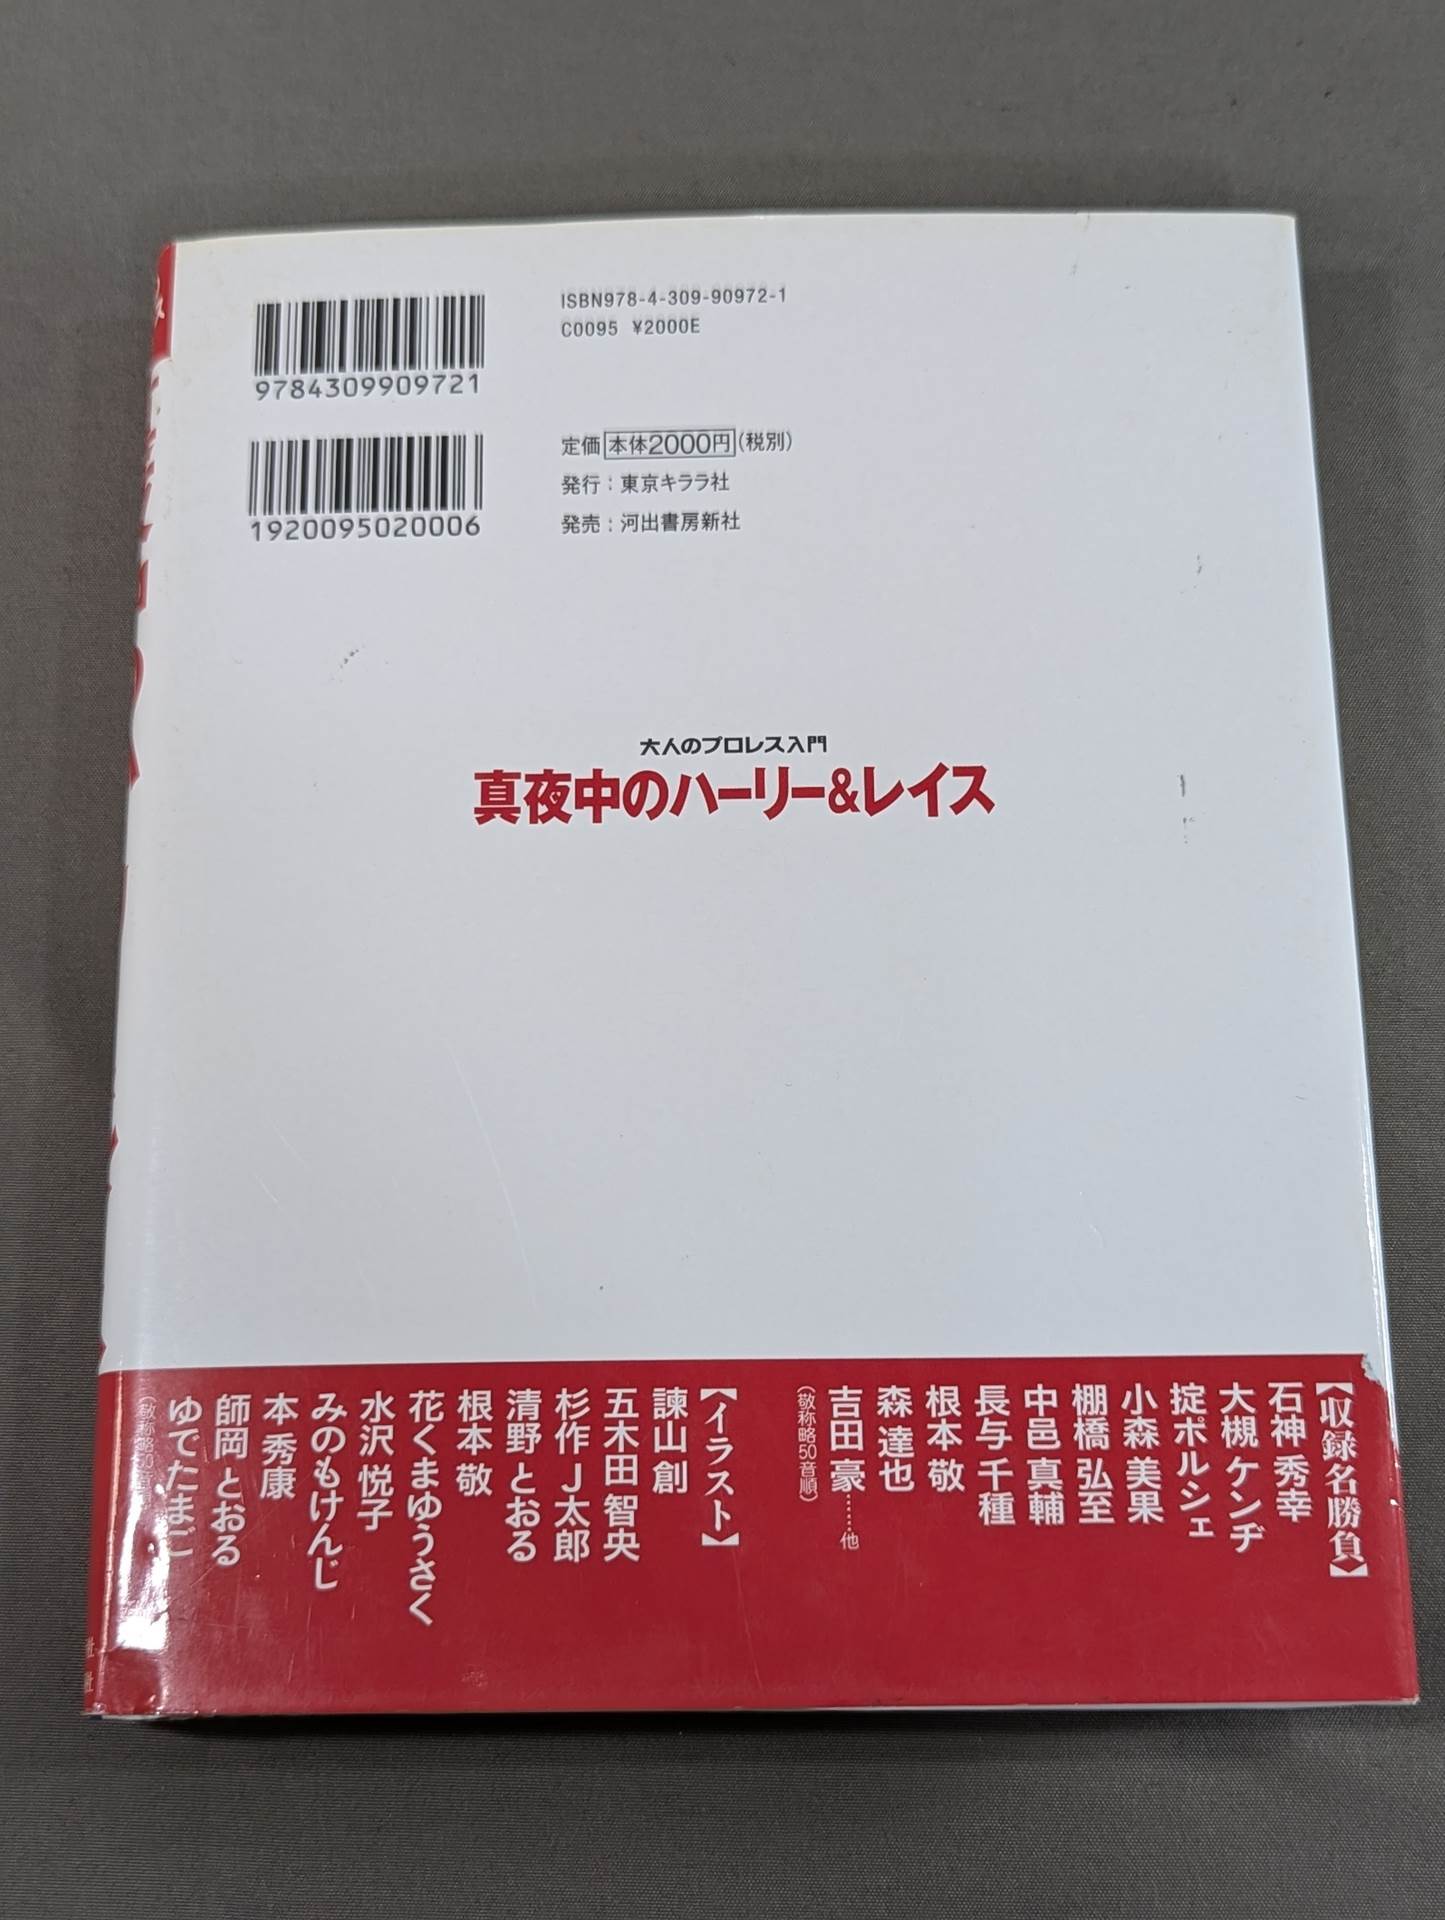 ISBN978-4-309-90972-1
C0095 ¥2000E
9784309909721
1920095020006
定価 本体2000円 (税別)
発行：東京キララ社
発売：河出書房新社
大人のプロレス入門
真夜中のハーリー&レイス
【収録名勝負】
石神 秀幸
大槻ケンヂ
掟ポルシェ
小森 美果
棚橋 弘至
中邑 真輔
長与 千種
根本 敬
森 達也
吉田 豪……他
(敬称略50音順)
【イラスト】
諫山 創
五木田 智央
杉作J太郎
清野 とおる
根本 敬
花くまゆうさく
水沢 悦子
みのもけんじ
本 秀康
師岡 とおる
ゆでたまご
(敬称略50音